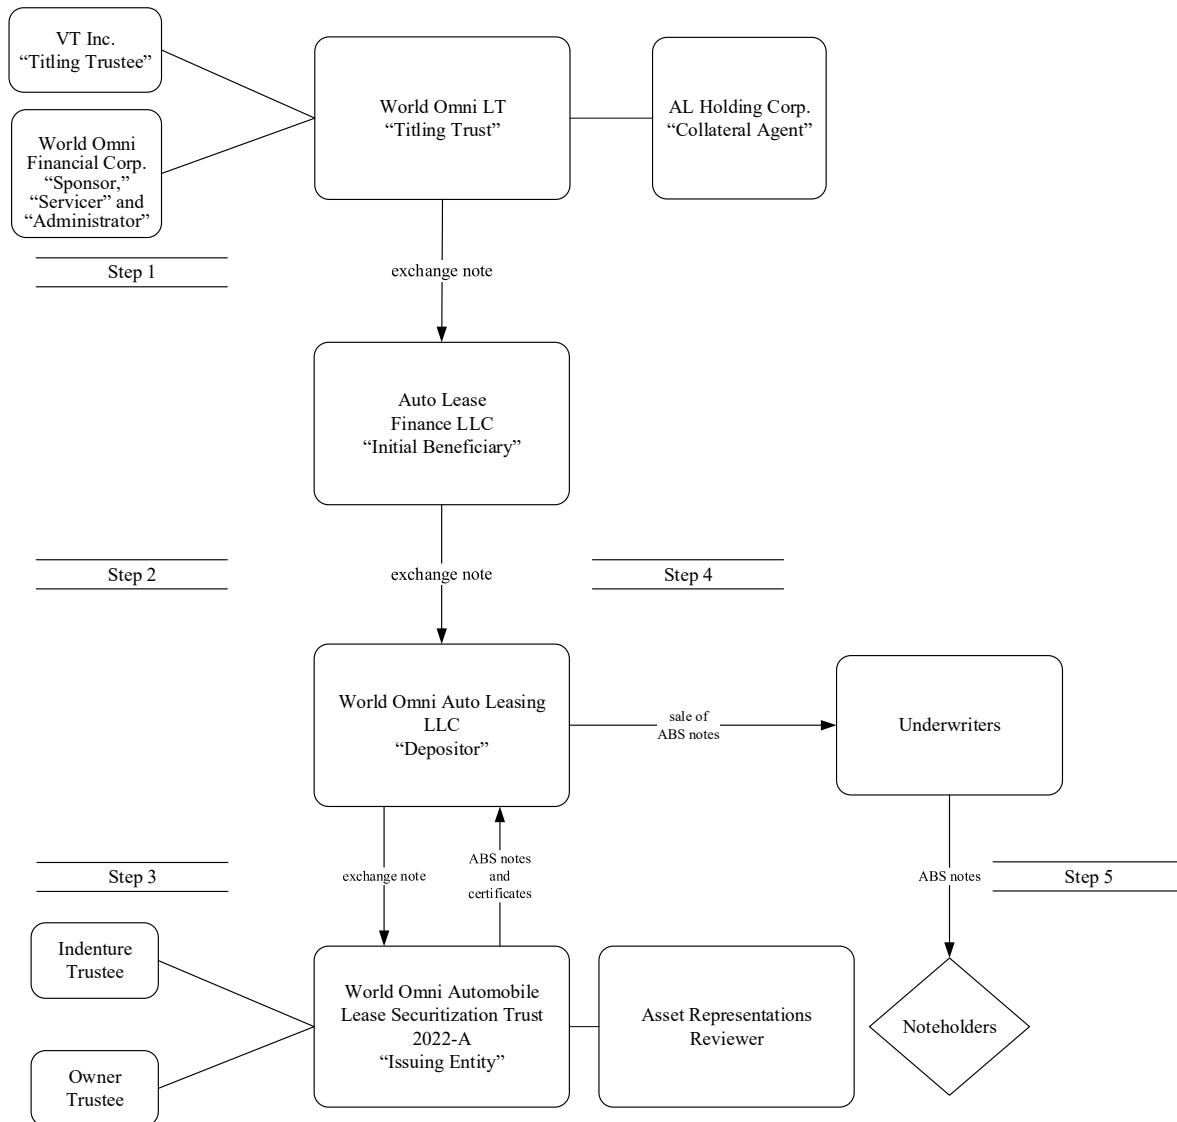 VT Inc.
“Titling Trustee”
World Omni
Financial Corp.
“Sponsor,”
“Servicer” and
“Administrator”
World Omni LT
“Titling Trust”
AL Holding Corp.
“Collateral Agent”
Step 1
exchange note
Auto Lease
Finance LLC
“Initial Beneficiary”
Step 2
exchange note
Step 4
World Omni Auto Leasing
LLC
“Depositor”
sale of
ABS notes
Underwriters
Step 3
exchange note
ABS notes
and
certificates
ABS notes
Step 5
Indenture
Trustee
Owner
Trustee
World Omni Automobile
Lease Securitization Trust
2022-A
“Issuing Entity”
Asset Representations
Reviewer
Noteholders